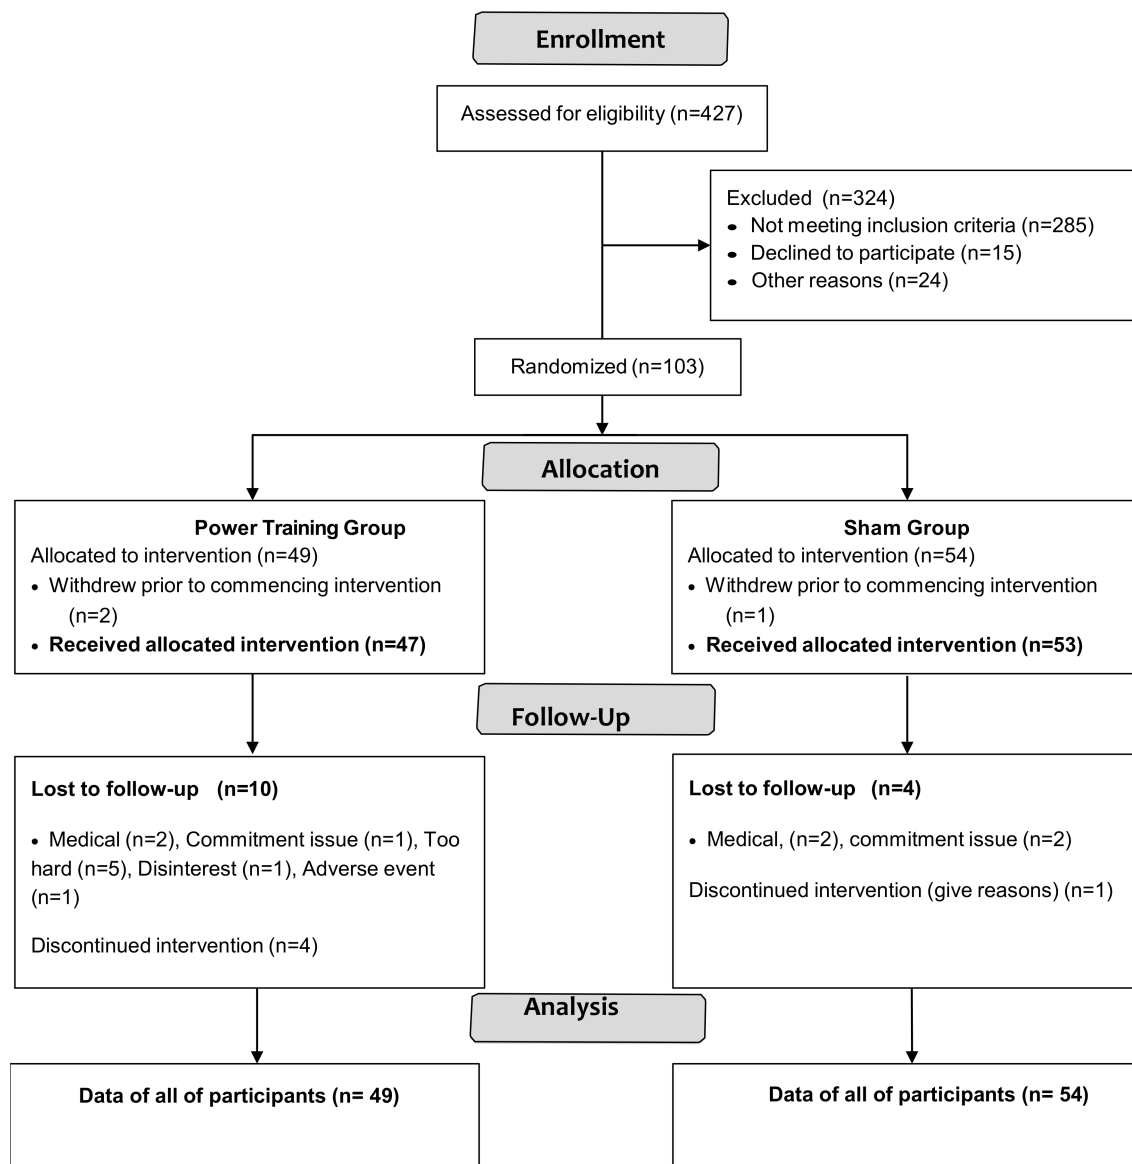 Enrollment
Assessed for eligibility (n=427)
Excluded (n=324)
• Not meeting inclusion criteria (n=285)
• Declined to participate (n=15)
• Other reasons (n=24)
Randomized (n=103)
Allocation
Power Training Group
Allocated to intervention (n=49)
• Withdrew prior to commencing intervention
(n=2)
• Received allocated intervention (n=47)
Sham Group
Allocated to intervention (n=54)
• Withdrew prior to commencing intervention
(n=1)
• Received allocated intervention (n=53)
Follow-Up
Lost to follow-up (n=10)
• Medical (n=2), Commitment issue (n=1), Too
hard (n=5), Disinterest (n=1), Adverse event
(n=1)
Discontinued intervention (n=4)
Lost to follow-up (n=4)
• Medical, (n=2), commitment issue (n=2)
Discontinued intervention (give reasons) (n=1)
Analysis
Data of all of participants (n= 49)
Data of all of participants (n= 54)